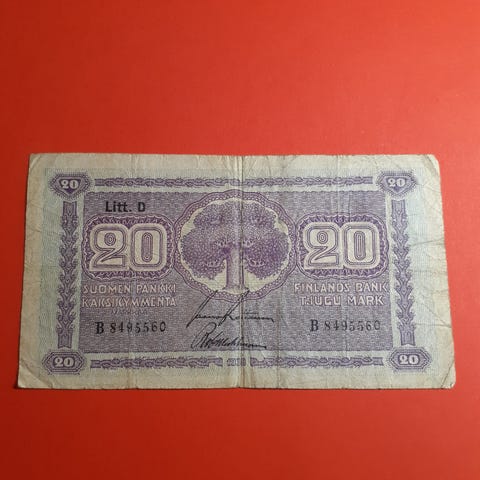 20 20
Litt. D
20 20
SUOMEN PANKKI FINLANDS BANK
KAKSIKYMMENTÄ TJUGU MARK
B 8495560 B 8495560
20 20